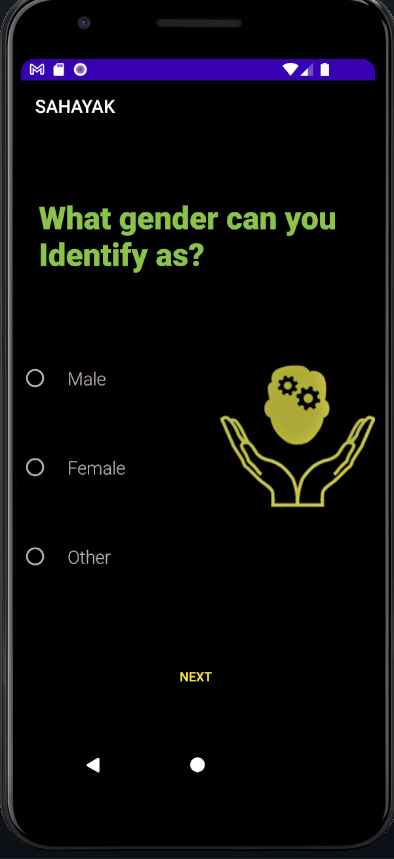 SAHAYAK
What gender can you
Identify as?
Male
Female
Other
NEXT